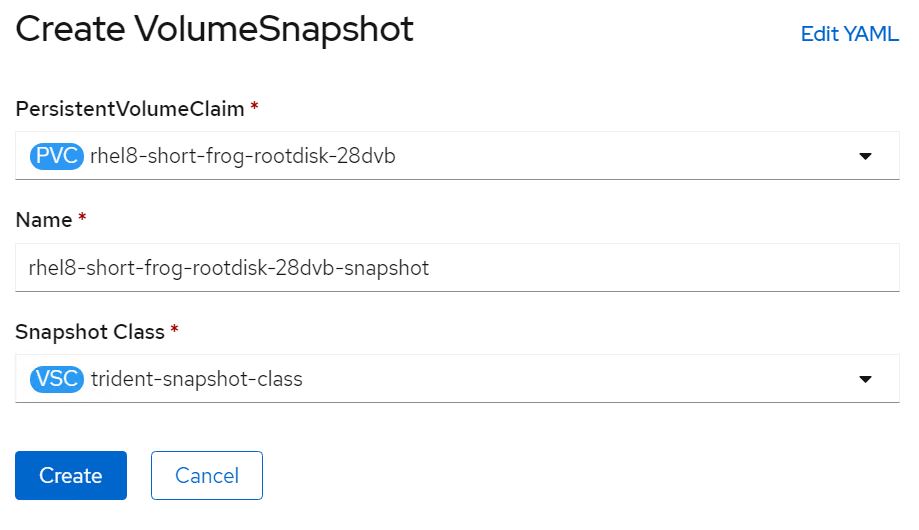 Create VolumeSnapshot
Edit YAML
PersistentVolumeClaim *
PVC rhel8-short-frog-rootdisk-28dvb
Name *
rhel8-short-frog-rootdisk-28dvb-snapshot
Snapshot Class *
VSC trident-snapshot-class
Create
Cancel